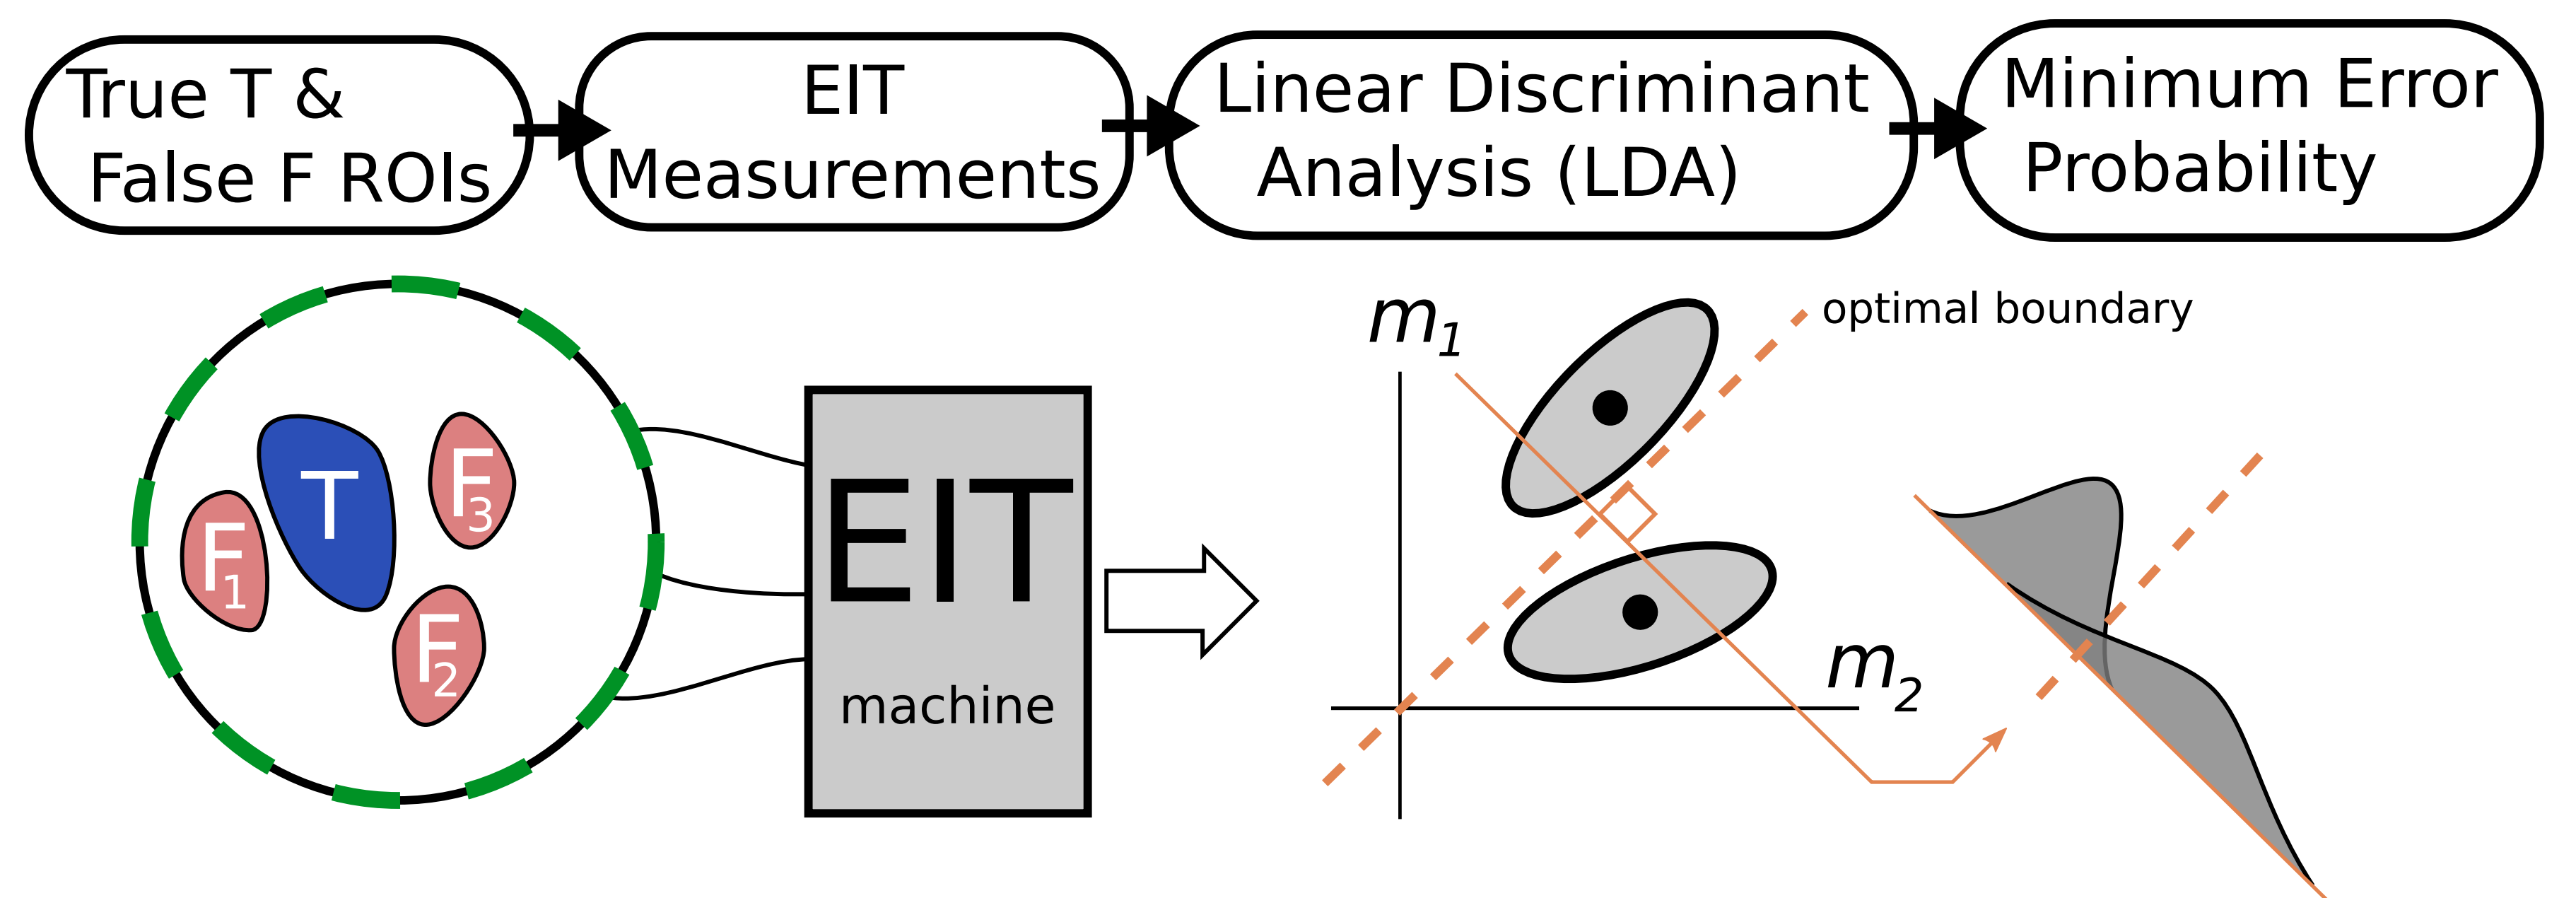 True T &
False F ROIs
EIT
Measurements
Linear Discriminant
Analysis (LDA)
Minimum Error
Probability
T
F1
F2
F3
EIT
machine
m1
m2
optimal boundary